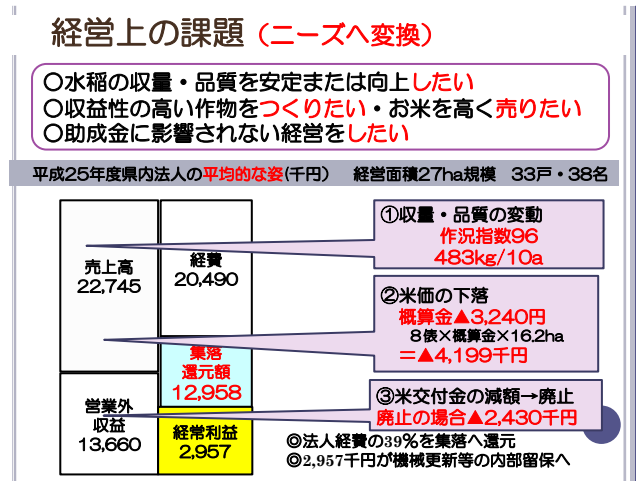 経営上の課題（ニーズへ変換）
〇水稲の収量・品質を安定または向上したい
〇収益性の高い作物をつくりたい・お米を高く売りたい
〇助成金に影響されない経営をしたい
平成25年度県内法人の平均的な姿(千円)　経営面積27ha規模　33戸・38名
売上高
22,745
営業外
収益
13,660
経費
20,490
集落
還元額
12,958
経常利益
2,957
①収量・品質の変動
作況指数96
483kg/10a
②米価の下落
概算金▲3,240円
８俵×概算金×16.2ha
＝▲4,199千円
③米交付金の減額→廃止
廃止の場合▲2,430千円
◎法人経費の39％を集落へ還元
◎2,957千円が機械更新等の内部留保へ